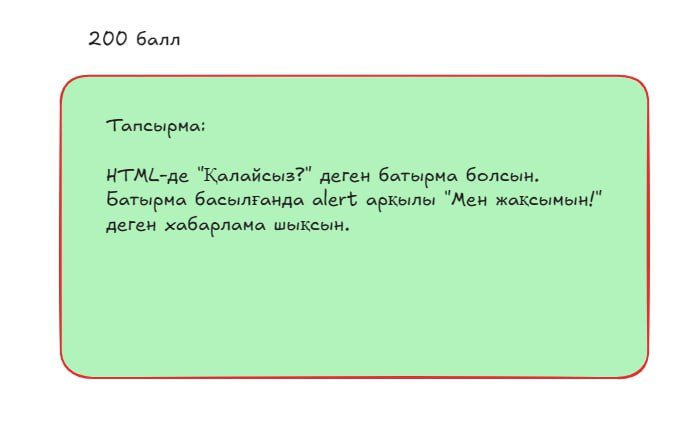 200 балл
Тапсырма:
HTML-де "Қалайсыз?" деген батырма болсын.
Батырма басылғанда alert арқылы "Мен жақсымын!"
деген хабарлама шықсын.